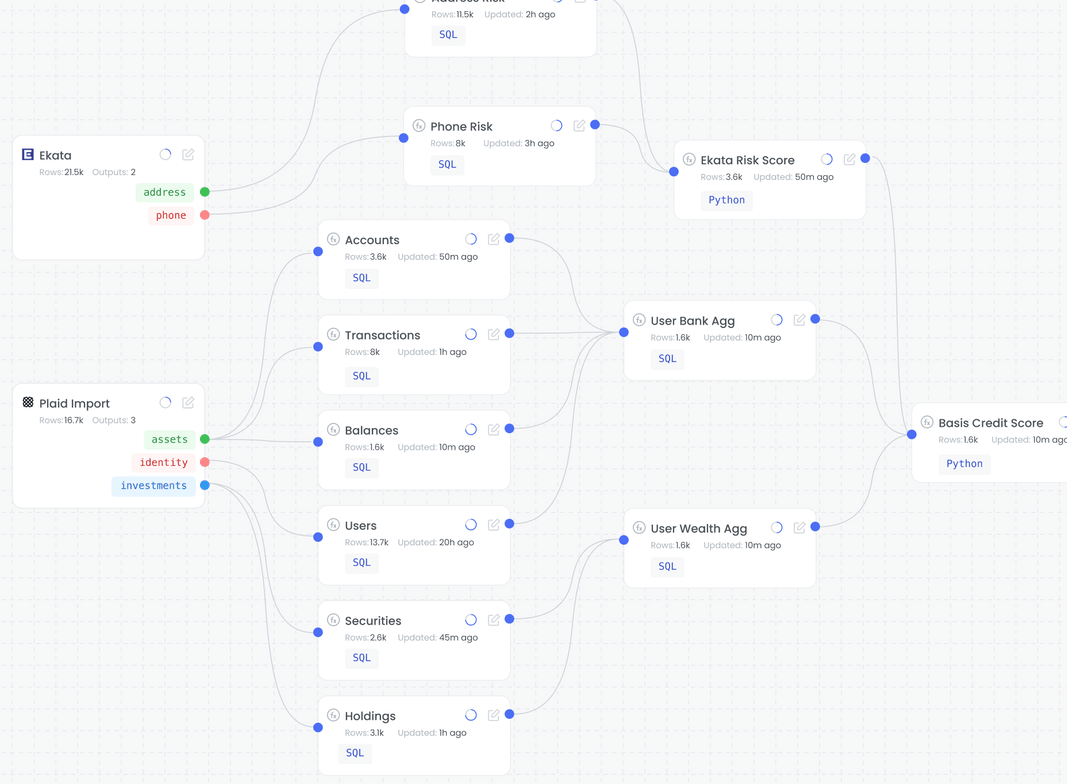 Address Risk
Rows: 11.5k Updated: 2h ago
SQL
Phone Risk
Rows: 8k Updated: 3h ago
SQL
Ekata
Rows: 21.5k Outputs: 2
address
phone
Ekata Risk Score
Rows: 3.6k Updated: 50m ago
Python
Accounts
Rows: 3.6k Updated: 50m ago
SQL
Transactions
Rows: 8k Updated: 1h ago
SQL
User Bank Agg
Rows: 1.6k Updated: 10m ago
SQL
Plaid Import
Rows: 16.7k Outputs: 3
assets
identity
investments
Balances
Rows: 1.6k Updated: 10m ago
SQL
Basis Credit Score
Rows: 1.6k Updated: 10m ago
Python
Users
Rows: 13.7k Updated: 20h ago
SQL
User Wealth Agg
Rows: 1.6k Updated: 10m ago
SQL
Securities
Rows: 2.6k Updated: 45m ago
SQL
Holdings
Rows: 3.1k Updated: 1h ago
SQL